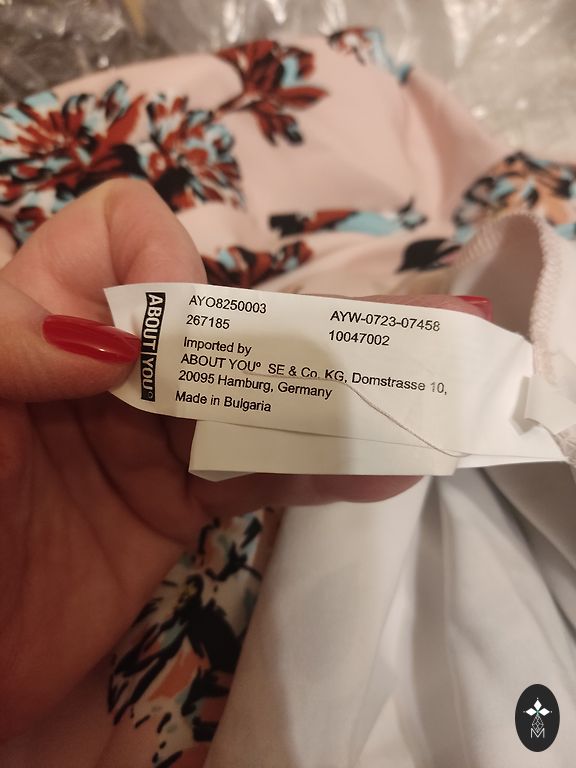 ABOUT YOU°
AYO8250003 AYW-0723-07458
267185 10047002
Imported by
ABOUT YOU° SE & Co. KG, Domstrasse 10,
20095 Hamburg, Germany
Made in Bulgaria
M